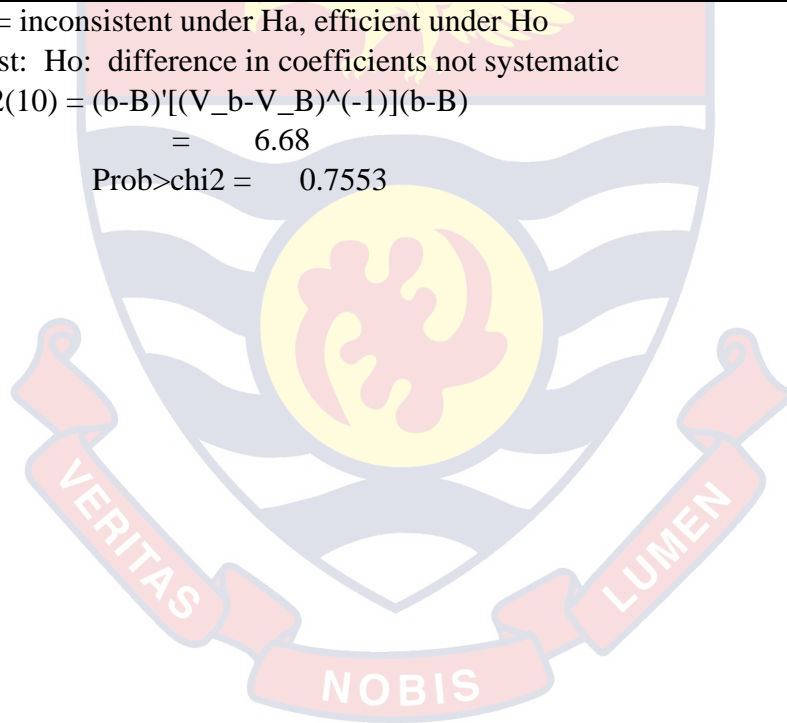 = inconsistent under Ha, efficient under Ho
st: Ho: difference in coefficients not systematic
2(10) = (b-B)'[(V_b-V_B)^(-1)](b-B)
= 6.68
Prob>chi2 = 0.7553
VERITAS
NOBIS
LUMEN